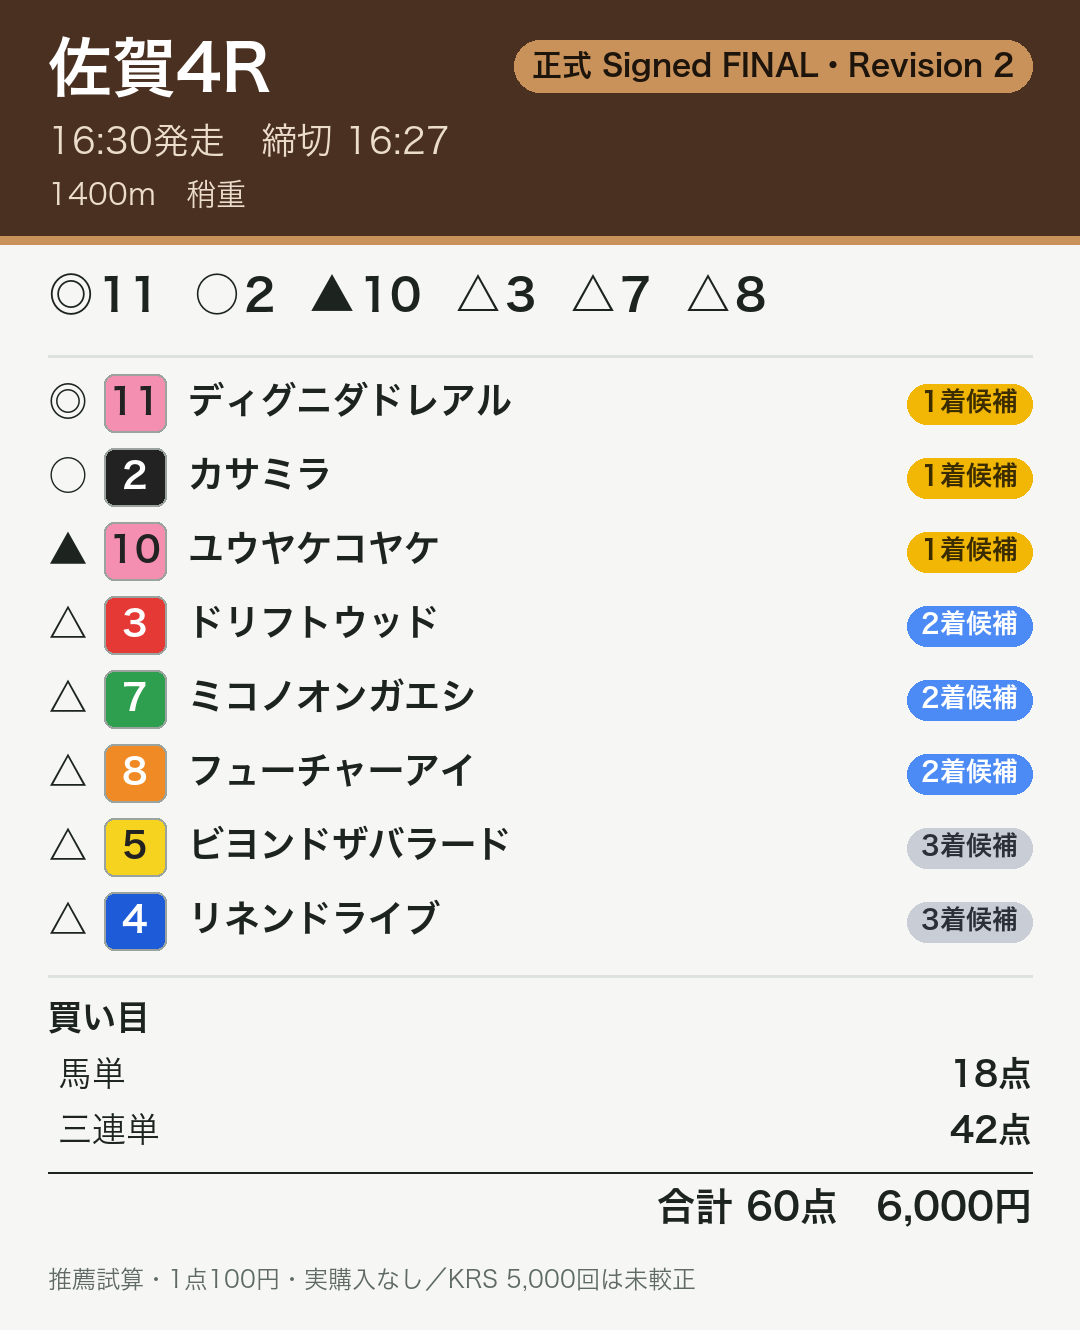 佐賀4R
正式 Signed FINAL・Revision 2
16:30発走　締切 16:27
1400m　稍重
◎11 ○2 ▲10 △3 △7 △8
◎ 11 ディグニダドレアル 1着候補
○ 2 カサミラ 1着候補
▲ 10 ユウヤケコヤケ 1着候補
△ 3 ドリフトウッド 2着候補
△ 7 ミコノオンガエシ 2着候補
△ 8 フューチャーアイ 2着候補
△ 5 ビヨンドザバラード 3着候補
△ 4 リネンドライブ 3着候補
買い目
馬単 18点
三連単 42点
合計 60点　6,000円
推薦試算・1点100円・実購入なし／KRS 5,000回は未較正